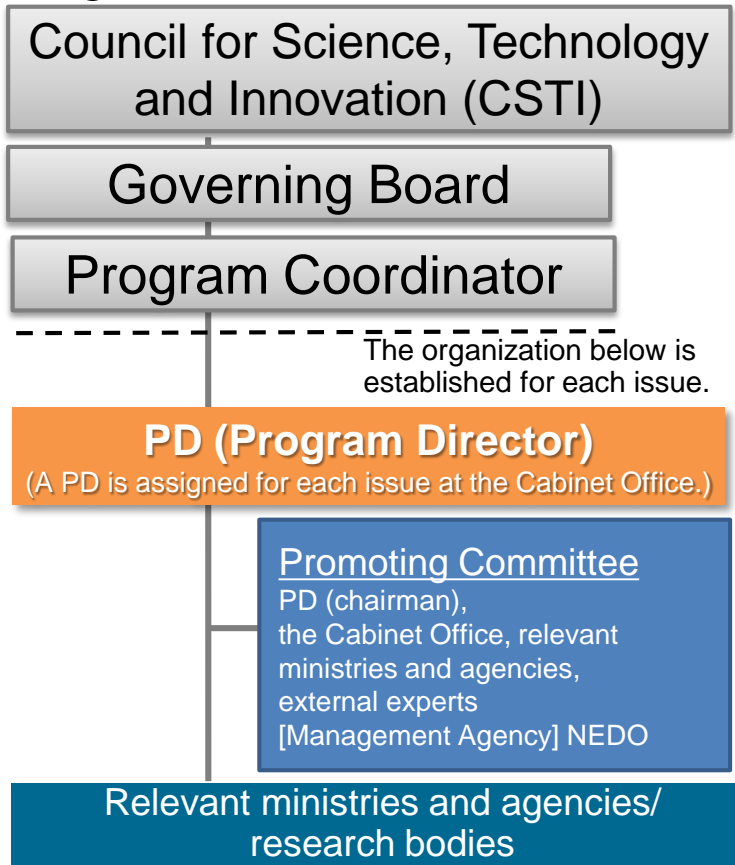 Council for Science, Technology
and Innovation (CSTI)
Governing Board
Program Coordinator
The organization below is
established for each issue.
PD (Program Director)
(A PD is assigned for each issue at the Cabinet Office.)
Promoting Committee
PD (chairman),
the Cabinet Office, relevant
ministries and agencies,
external experts
[Management Agency] NEDO
Relevant ministries and agencies/
research bodies